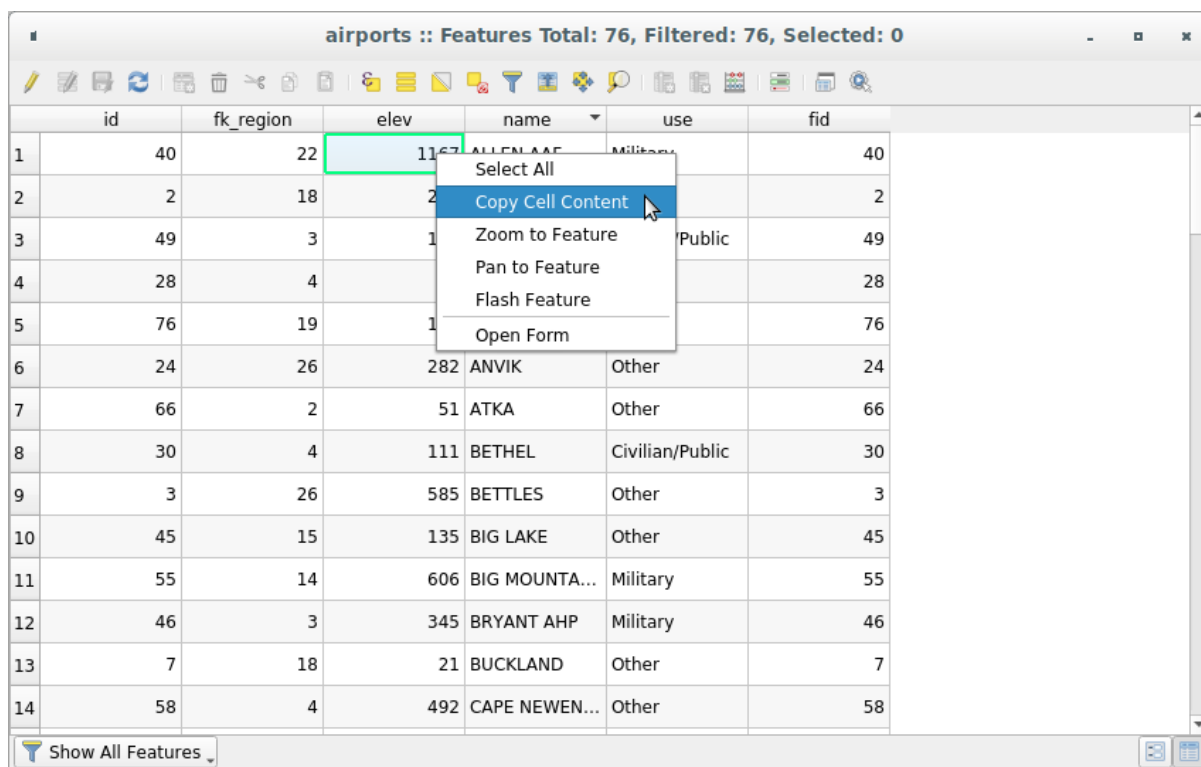 airports :: Features Total: 76, Filtered: 76, Selected: 0
id fk_region elev name use fid
1 40 22 1167 ALLEN AAF Military 40
Select All
2 2 18 2 2
Copy Cell Content
3 49 3 1 /Public 49
Zoom to Feature
4 28 4 28
Pan to Feature
5 76 19 1 76
Flash Feature
Open Form
6 24 26 282 ANVIK Other 24
7 66 2 51 ATKA Other 66
8 30 4 111 BETHEL Civilian/Public 30
9 3 26 585 BETTLES Other 3
10 45 15 135 BIG LAKE Other 45
11 55 14 606 BIG MOUNTA... Military 55
12 46 3 345 BRYANT AHP Military 46
13 7 18 21 BUCKLAND Other 7
14 58 4 492 CAPE NEWEN... Other 58
Show All Features